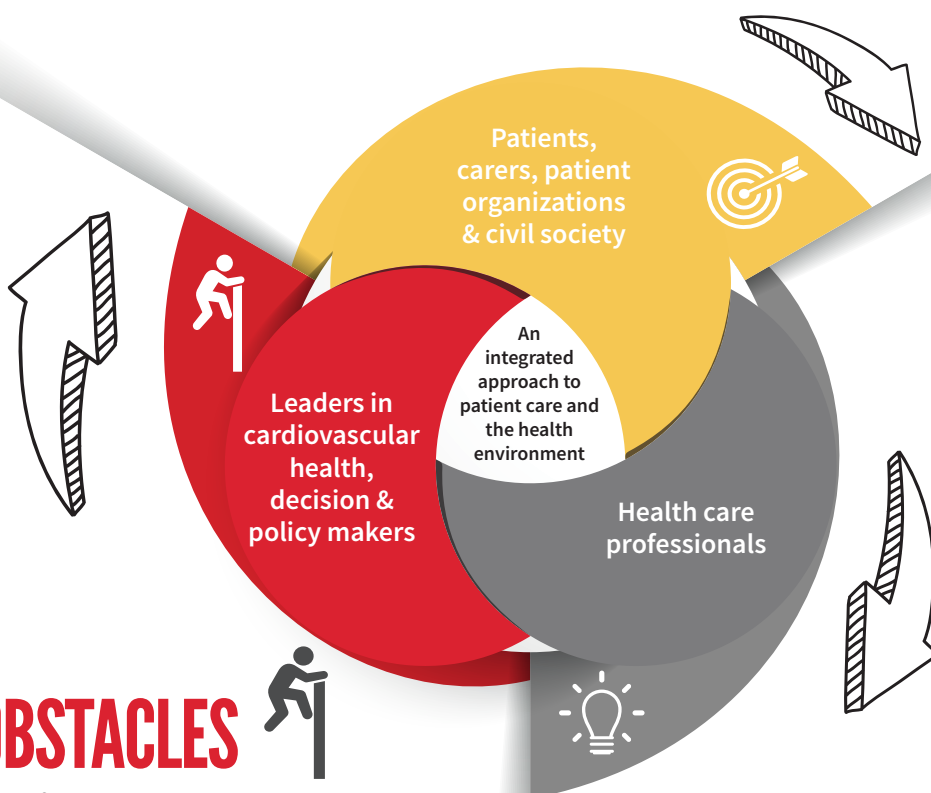 Patients,
carers, patient
organizations
& civil society
An
integrated
approach to
patient care and
the health
environment
Leaders in
cardiovascular
health,
decision &
policy makers
Health care
professionals
OBSTACLES